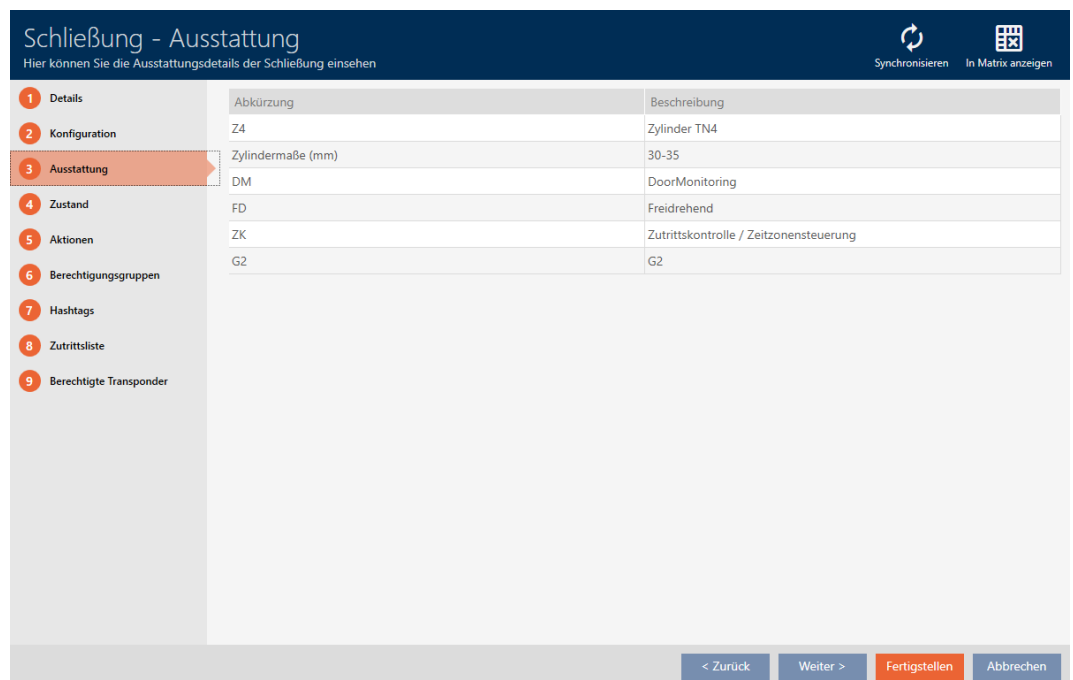 Schließung - Ausstattung
Hier können Sie die Ausstattungsdetails der Schließung einsehen
Synchronisieren
In Matrix anzeigen
1 Details
2 Konfiguration
3 Ausstattung
4 Zustand
5 Aktionen
6 Berechtigungsgruppen
7 Hashtags
8 Zutrittsliste
9 Berechtigte Transponder
Abkürzung Beschreibung
Z4 Zylinder TN4
Zylindermaße (mm) 30-35
DM DoorMonitoring
FD Freidrehend
ZK Zutrittskontrolle / Zeitzonensteuerung
G2 G2
< Zurück Weiter > Fertigstellen Abbrechen